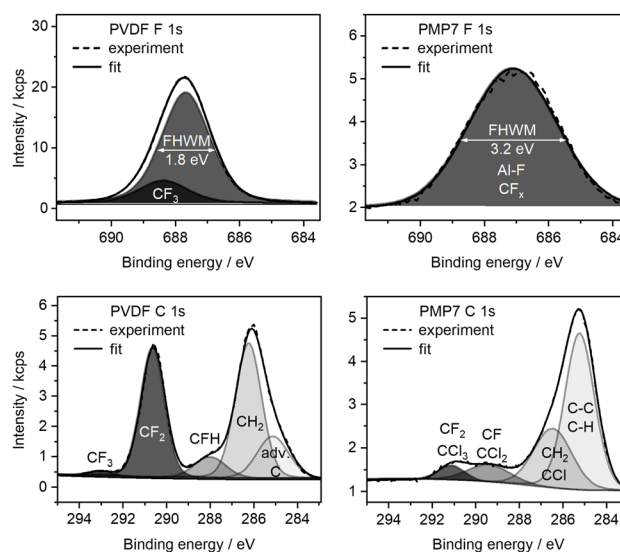 PVDF F 1s
experiment
fit
30
20
10
0
Intensity / kcps
FHWM
1.8 eV
CF₃
690
688
686
684
Binding energy / eV
PMP7 F 1s
experiment
fit
6
5
4
3
2
FHWM
3.2 eV
Al-F
CFₓ
690
688
686
684
Binding energy / eV
PVDF C 1s
experiment
fit
6
5
4
3
2
1
0
Intensity / kcps
CF₃
CF₂
CFH
CH₂
adv.
C
294
292
290
288
286
284
Binding energy / eV
PMP7 C 1s
experiment
fit
5
4
3
2
1
CF₂
CCl₃
CF
CCl₂
CH₂
CCl
C-C
C-H
294
292
290
288
286
284
Binding energy / eV